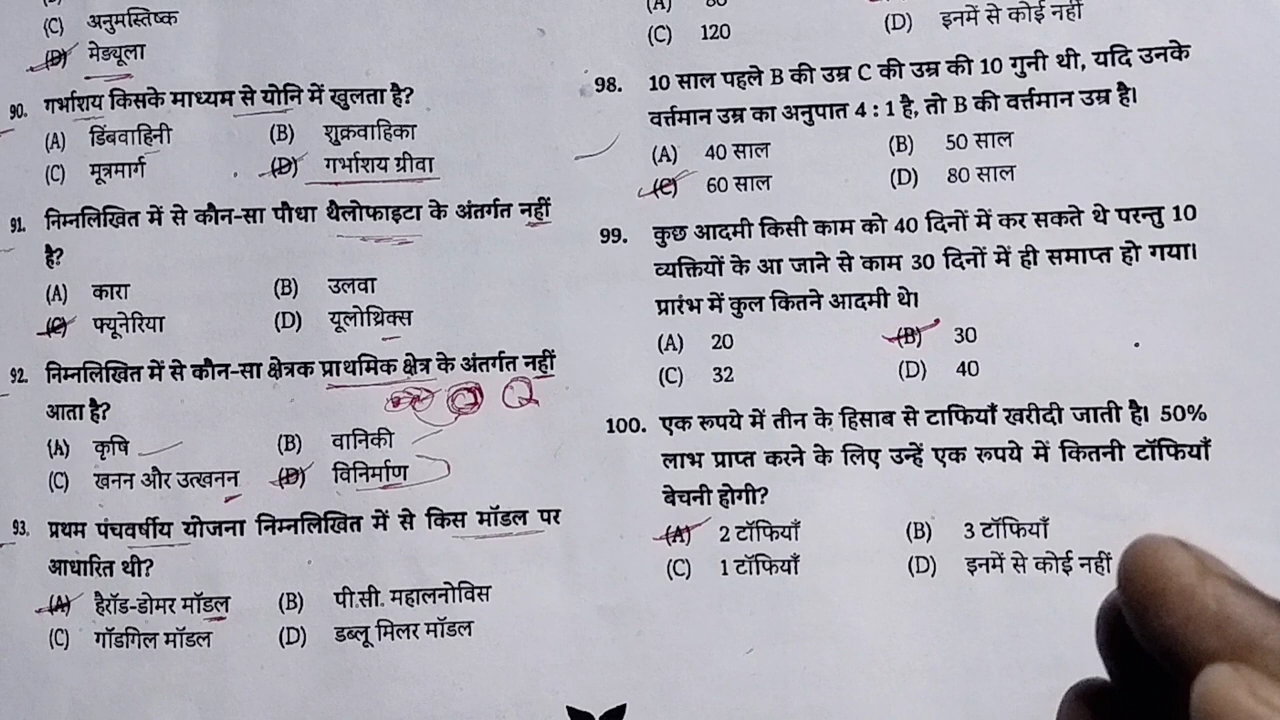 (C) अनुमस्तिष्क
(D) मेड्यूला
90. गर्भाशय किसके माध्यम से योनि में खुलता है?
(A) डिंबवाहिनी (B) शुक्रवाहिका
(C) मूत्रमार्ग (D) गर्भाशय ग्रीवा
91. निम्नलिखित में से कौन-सा पौधा थैलोफाइटा के अंतर्गत नहीं
है?
(A) कारा (B) उलवा
(C) फ्यूनेरिया (D) यूलोथ्रिक्स
92. निम्नलिखित में से कौन-सा क्षेत्रक प्राथमिक क्षेत्र के अंतर्गत नहीं
आता है?
(A) कृषि (B) वानिकी
(C) खनन और उत्खनन (D) विनिर्माण
93. प्रथम पंचवर्षीय योजना निम्नलिखित में से किस मॉडल पर
आधारित थी?
(A) हैरॉड-डोमर मॉडल (B) पी.सी. महालनोविस
(C) गॉडगिल मॉडल (D) डब्लू मिलर मॉडल
(A) 80
(C) 120 (D) इनमें से कोई नहीं
98. 10 साल पहले B की उम्र C की उम्र की 10 गुनी थी, यदि उनके
वर्त्तमान उम्र का अनुपात 4 : 1 है, तो B की वर्त्तमान उम्र है।
(A) 40 साल (B) 50 साल
(C) 60 साल (D) 80 साल
99. कुछ आदमी किसी काम को 40 दिनों में कर सकते थे परन्तु 10
व्यक्तियों के आ जाने से काम 30 दिनों में ही समाप्त हो गया।
प्रारंभ में कुल कितने आदमी थे।
(A) 20 (B) 30
(C) 32 (D) 40
100. एक रूपये में तीन के हिसाब से टाफियाँ खरीदी जाती है। 50%
लाभ प्राप्त करने के लिए उन्हें एक रुपये में कितनी टॉफियाँ
बेचनी होगी?
(A) 2 टॉफियाँ (B) 3 टॉफियाँ
(C) 1 टॉफियाँ (D) इनमें से कोई नहीं